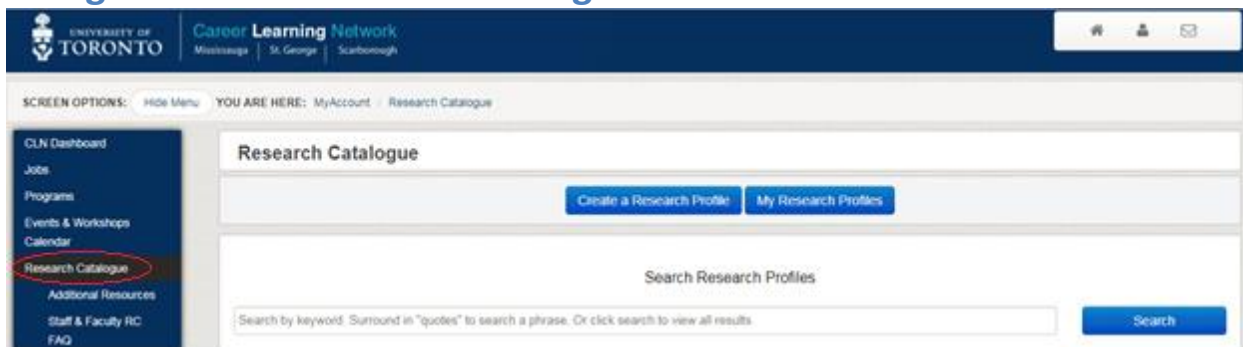 UNIVERSITY OF
TORONTO
Career Learning Network
Mississauga | St. George | Scarborough
SCREEN OPTIONS: Hide Menu YOU ARE HERE: MyAccount / Research Catalogue
CLN Dashboard
Jobs
Programs
Events & Workshops
Calendar
Research Catalogue
Additional Resources
Staff & Faculty RC
FAQ
Research Catalogue
Create a Research Profile My Research Profiles
Search Research Profiles
Search by keyword. Surround in "quotes" to search a phrase. Or click search to view all results. Search